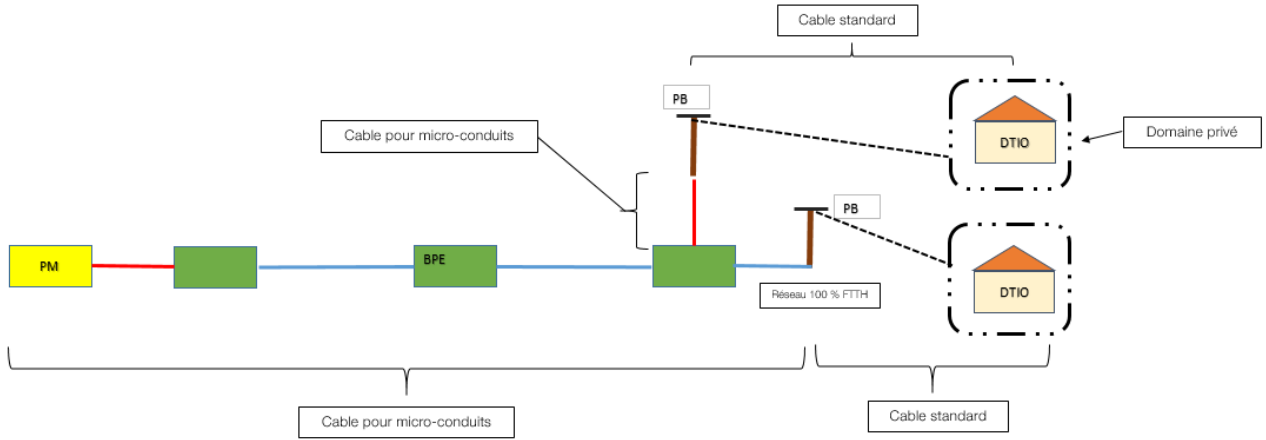 Cable standard
PB
Cable pour micro-conduits
DTIO
Domaine privé
PB
PM
BPE
DTIO
Réseau 100 % FTTH
Cable pour micro-conduits
Cable standard